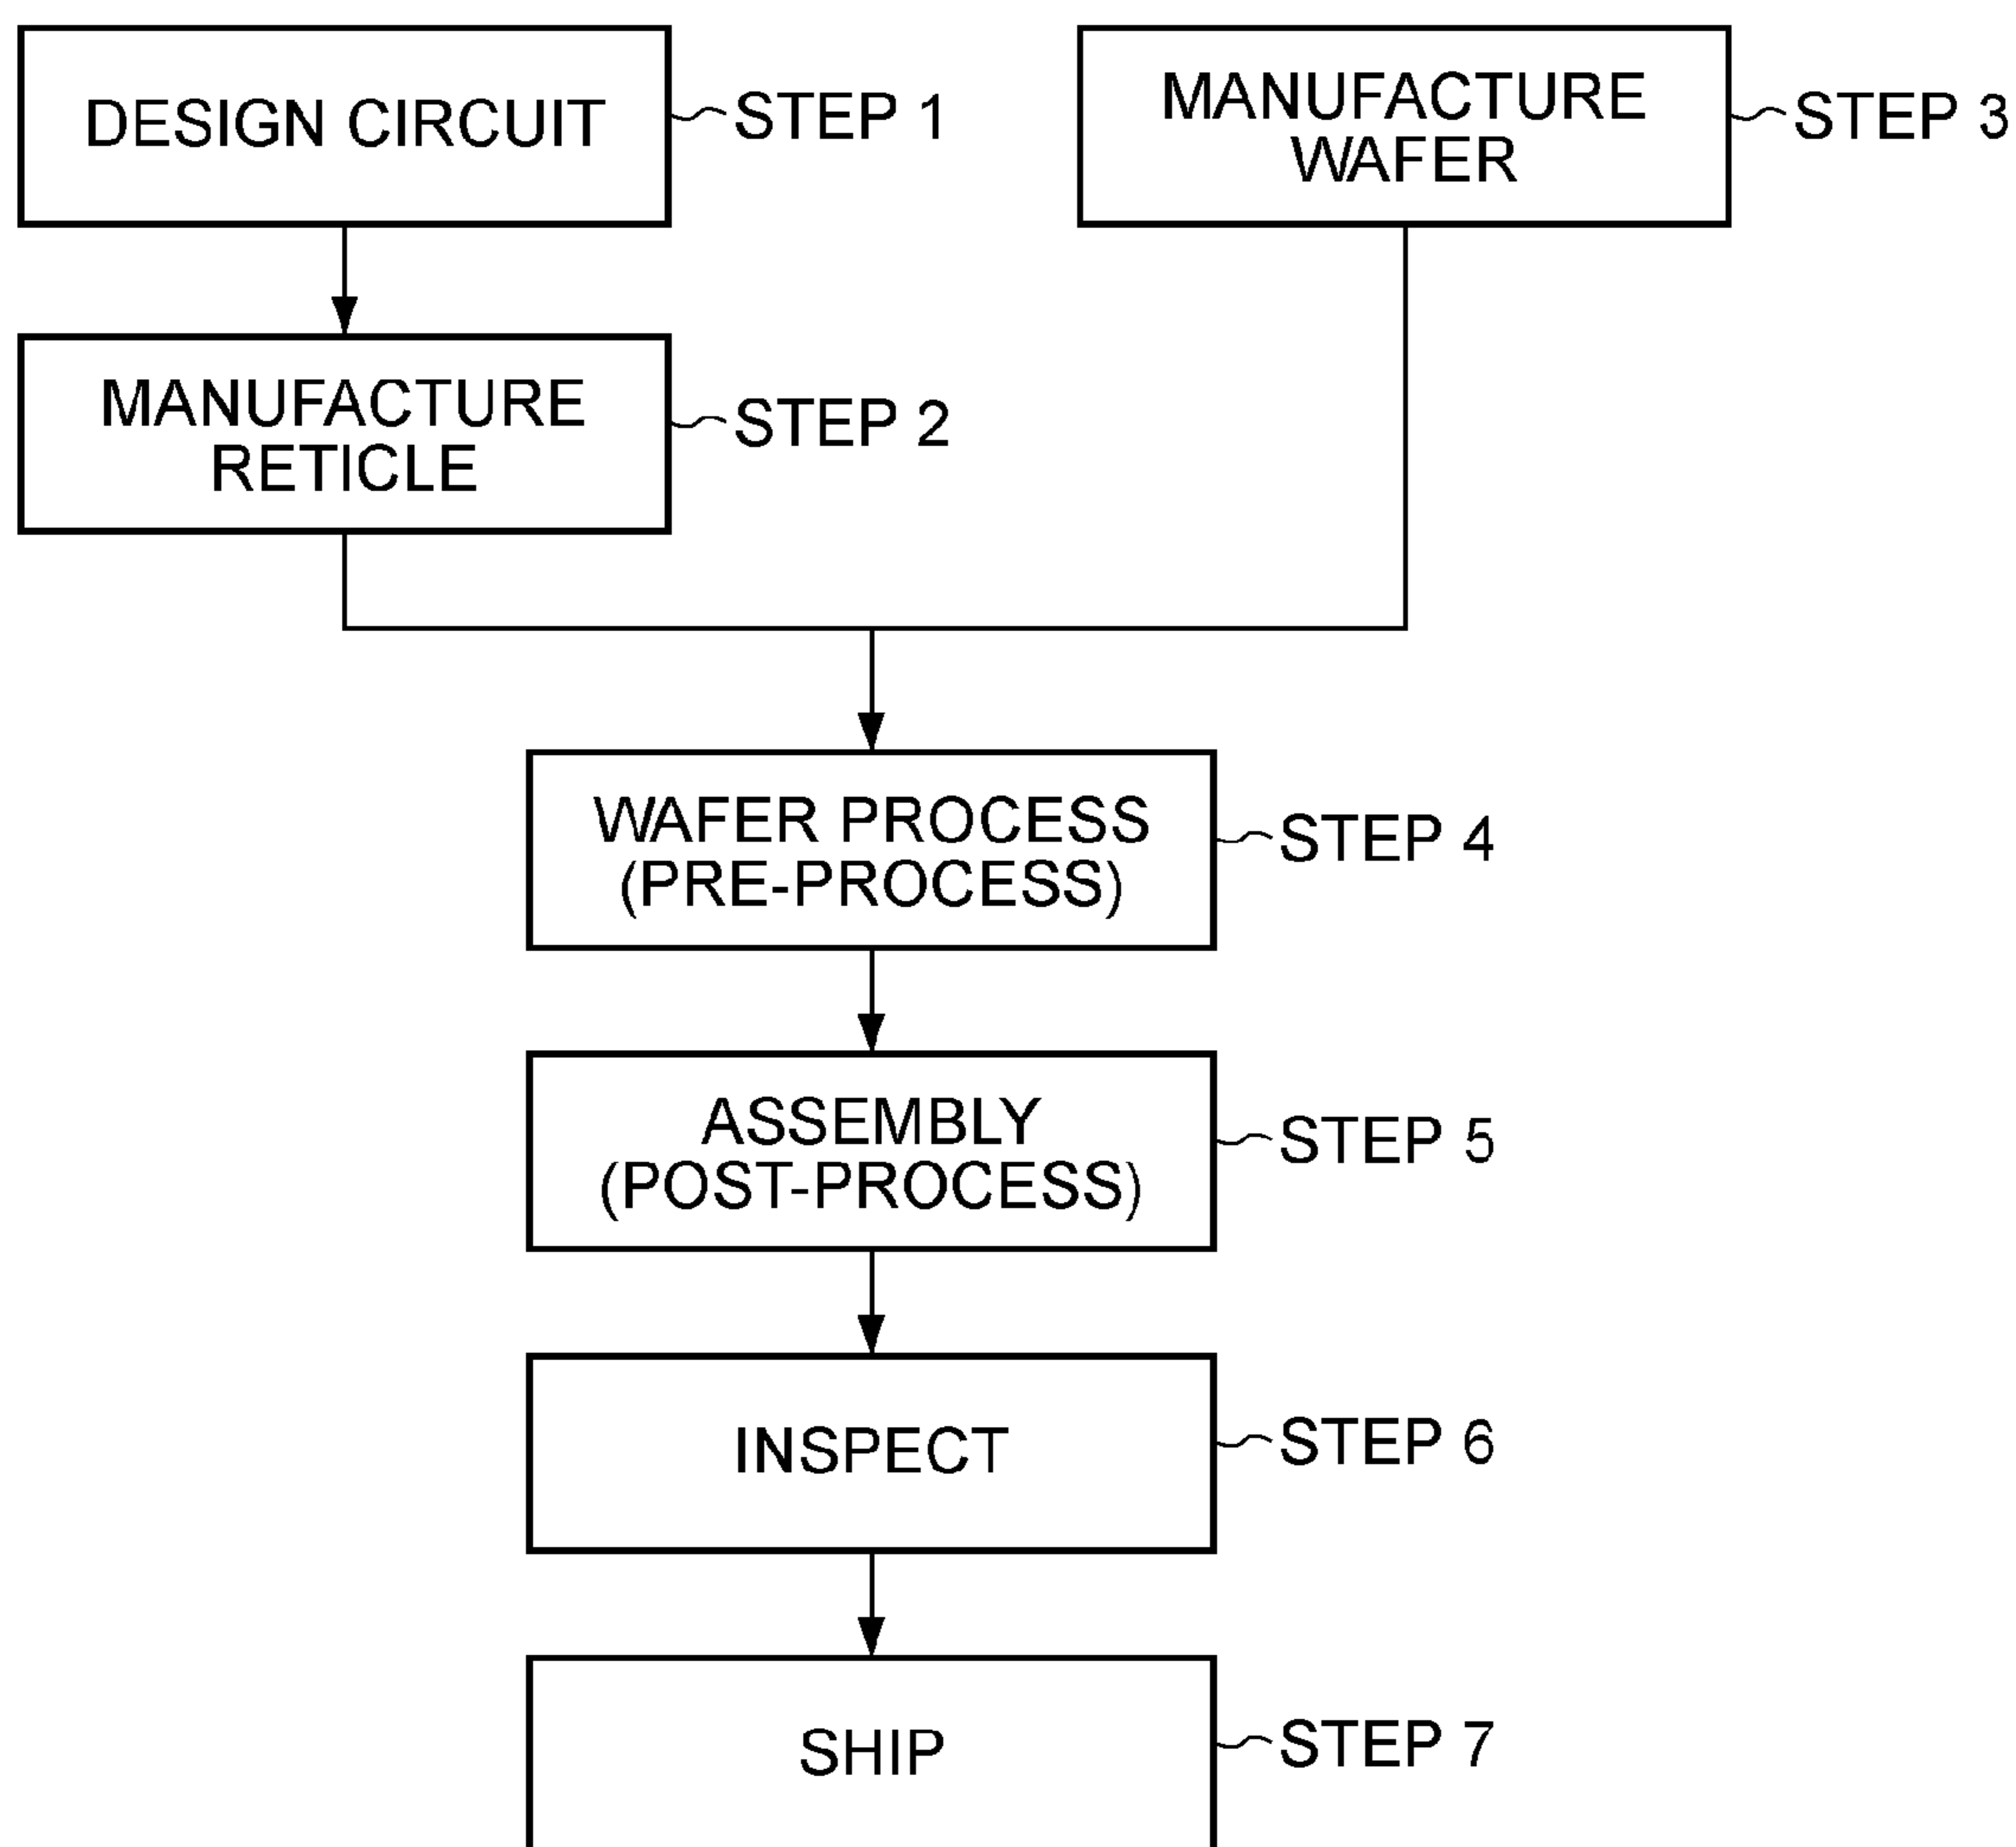 DESIGN CIRCUIT
STEP 1
MANUFACTURE
WAFER
STEP 3
MANUFACTURE
RETICLE
STEP 2
WAFER PROCESS
(PRE-PROCESS)
STEP 4
ASSEMBLY
(POST-PROCESS)
STEP 5
INSPECT
STEP 6
SHIP
STEP 7